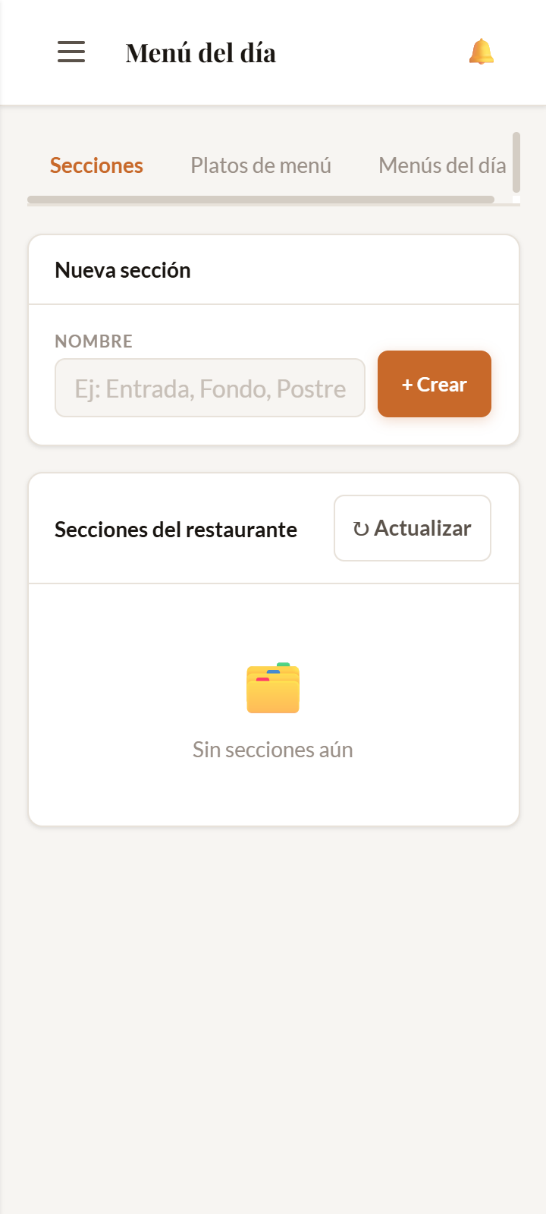 Menú del día
Secciones Platos de menú Menús del día
Nueva sección
NOMBRE
Ej: Entrada, Fondo, Postre
+ Crear
Secciones del restaurante
↻ Actualizar
Sin secciones aún